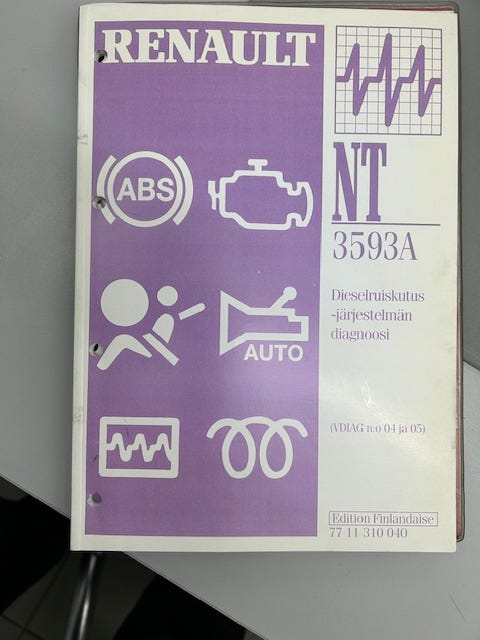 RENAULT
NT
3593A
ABS
Dieselruiskutus
-järjestelmän
diagnoosi
AUTO
(VDIAG n:o 04 ja 05)
Edition Finlandaise
77 11 310 040